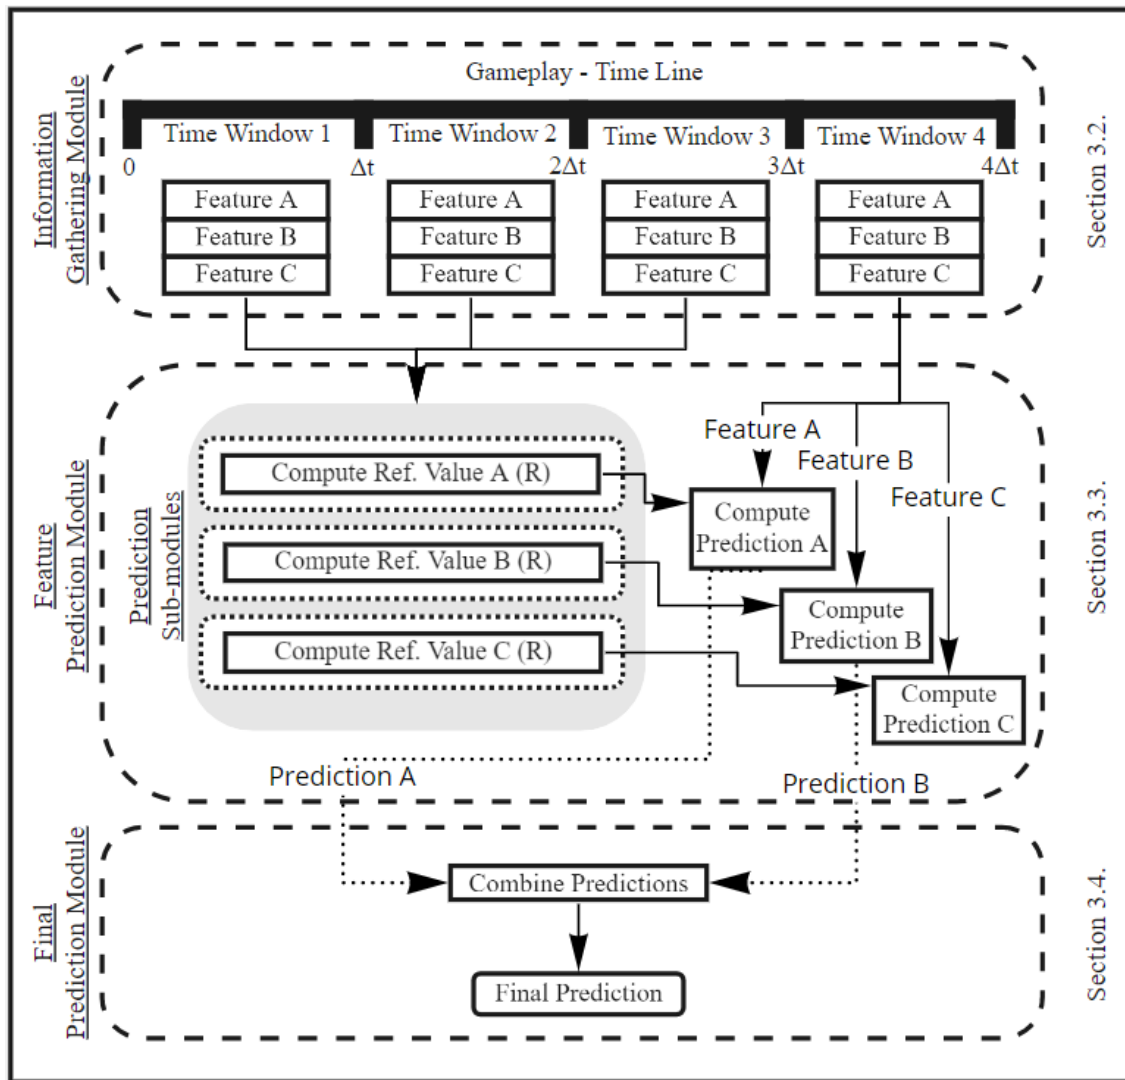 Gameplay - Time Line
Time Window 1
Time Window 2
Time Window 3
Time Window 4
0
Δt
2Δt
3Δt
4Δt
Feature A
Feature B
Feature C
Feature A
Feature B
Feature C
Feature A
Feature B
Feature C
Feature A
Feature B
Feature C
Information
Gathering Module
Section 3.2.
Feature A
Feature B
Feature C
Compute Ref. Value A (R)
Compute Ref. Value B (R)
Compute Ref. Value C (R)
Compute
Prediction A
Compute
Prediction B
Compute
Prediction C
Feature
Prediction Module
Prediction
Sub-modules
Section 3.3.
Prediction A
Prediction B
Combine Predictions
Final Prediction
Final
Prediction Module
Section 3.4.